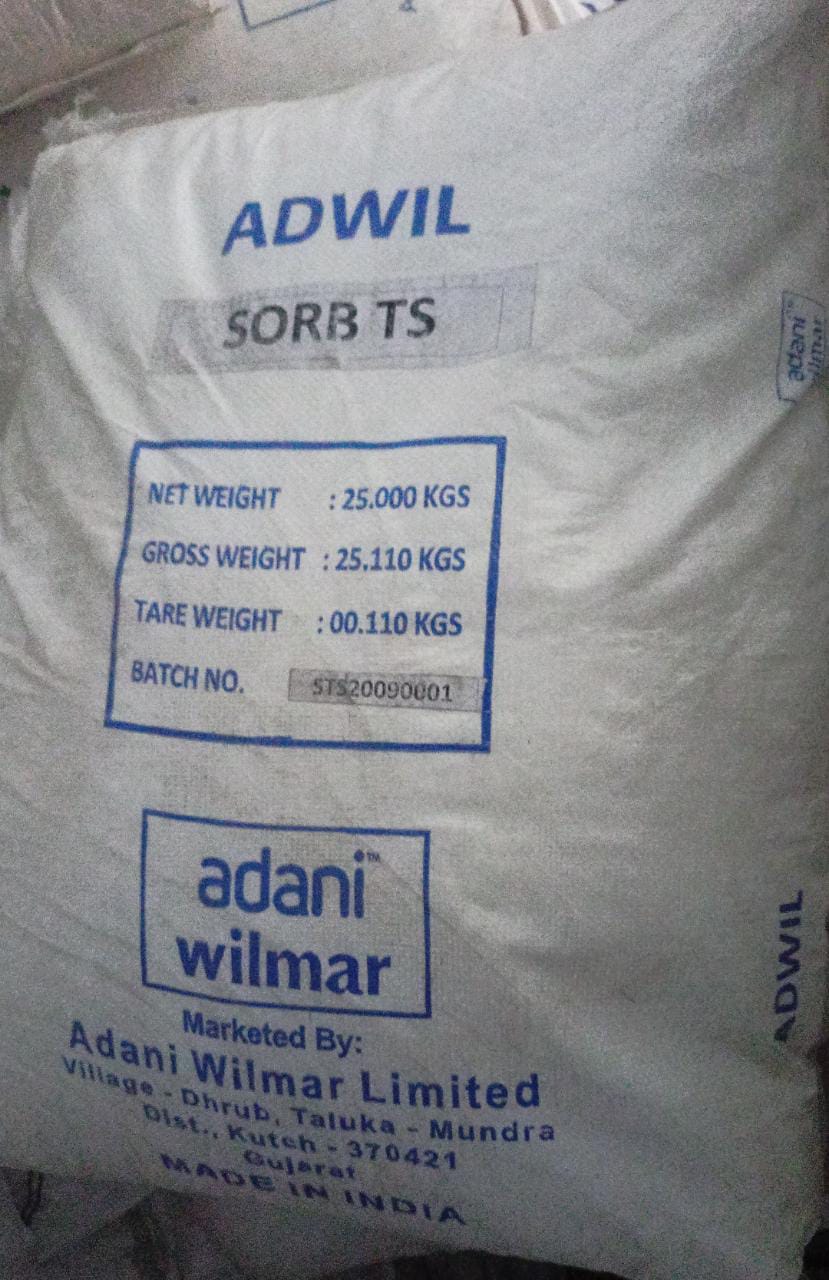 ADWIL
SORB TS
NET WEIGHT : 25.000 KGS
GROSS WEIGHT : 25.110 KGS
TARE WEIGHT : 00.110 KGS
BATCH NO. STS20090001
adani™
wilmar
Marketed By:
Adani Wilmar Limited
Village - Dhrub, Taluka - Mundra
Dist., Kutch - 370421
Gujarat
MADE IN INDIA
adani™
wilmar
ADWIL